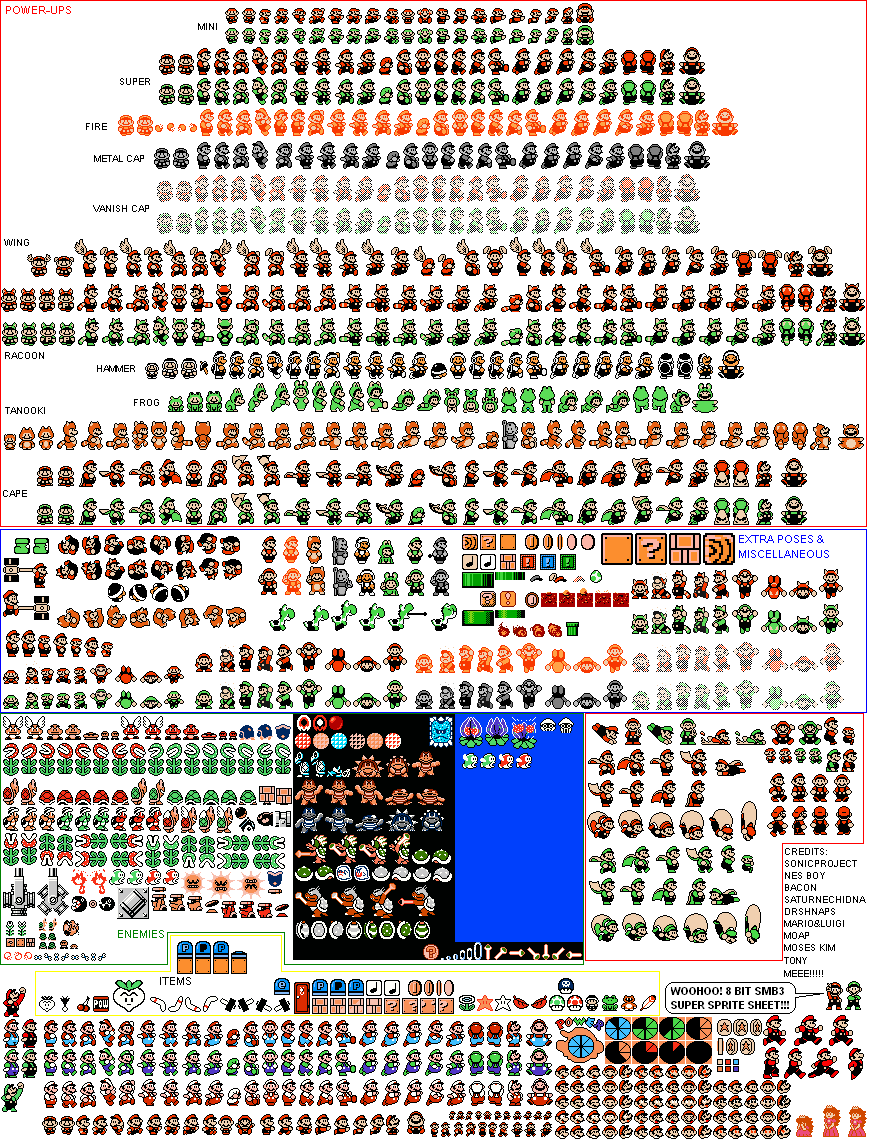 POWER-UPS
MINI
SUPER
FIRE
METAL CAP
VANISH CAP
WING
RACOON
HAMMER
FROG
TANOOKI
CAPE
EXTRA POSES &
MISCELLANEOUS
CREDITS:
SONICPROJECT
NES BOY
BACON
SATURNECHIDNA
DRSHNAPS
MARIO&LUIGI
MOAP
MOSES KIM
TONY
MEEE!!!!!
ENEMIES
P P P
ITEMS
P P P
WOOHOO! 8 BIT SMB3
SUPER SPRITE SHEET!!!
POWER